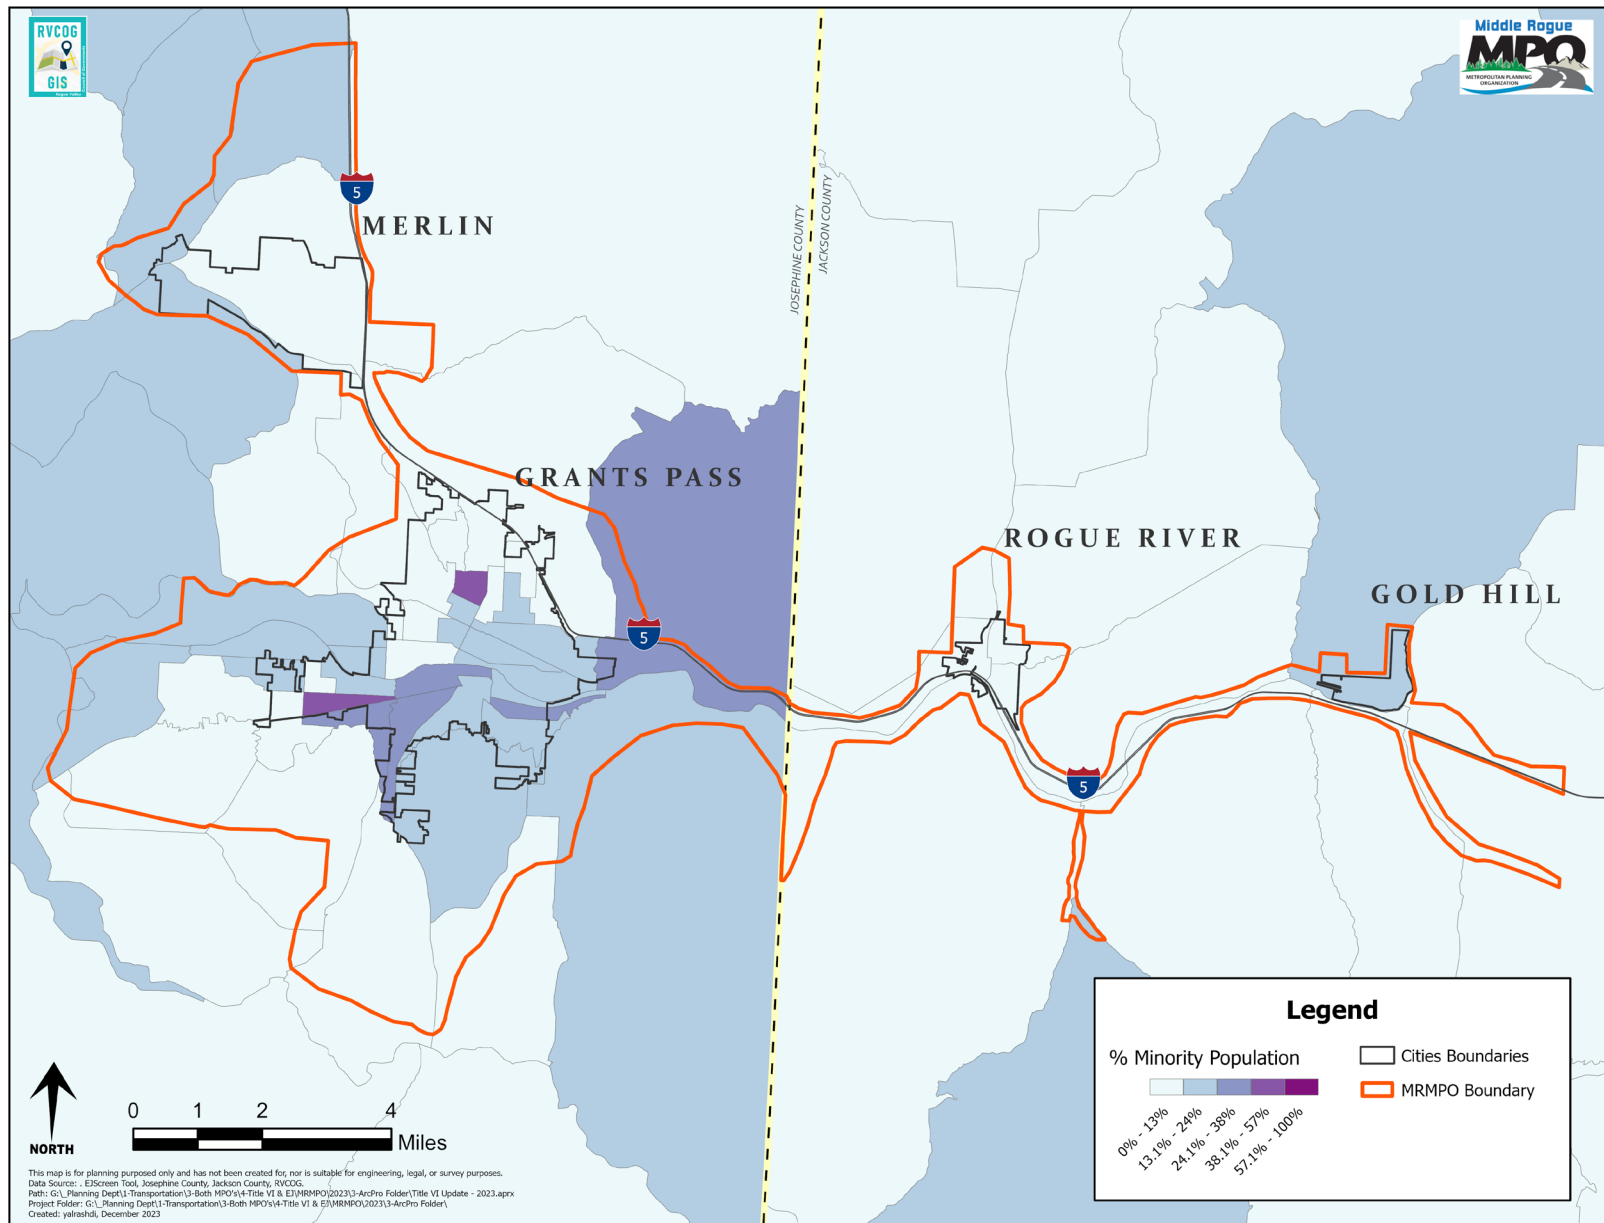 RVCOG
GIS
Rogue Valley
Middle Rogue
MPO
METROPOLITAN PLANNING
ORGANIZATION
5
MERLIN
JOSEPHINE COUNTY
JACKSON COUNTY
GRANTS PASS
ROGUE RIVER
GOLD HILL
5
5
Legend
% Minority Population
0% - 13%
13.1% - 24%
24.1% - 38%
38.1% - 57%
57.1% - 100%
Cities Boundaries
MRMPO Boundary
NORTH
0 1 2 4
Miles
This map is for planning purposed only and has not been created for, nor is suitable for engineering, legal, or survey purposes.
Data Source: . EJScreen Tool, Josephine County, Jackson County, RVCOG.
Path: G:\_Planning Dept\1-Transportation\3-Both MPO's\4-Title VI & EJ\MRMPO\2023\3-ArcPro Folder\Title VI Update - 2023.aprx
Project Folder: G:\_Planning Dept\1-Transportation\3-Both MPO's\4-Title VI & EJ\MRMPO\2023\3-ArcPro Folder\
Created: yalrashdi, December 2023